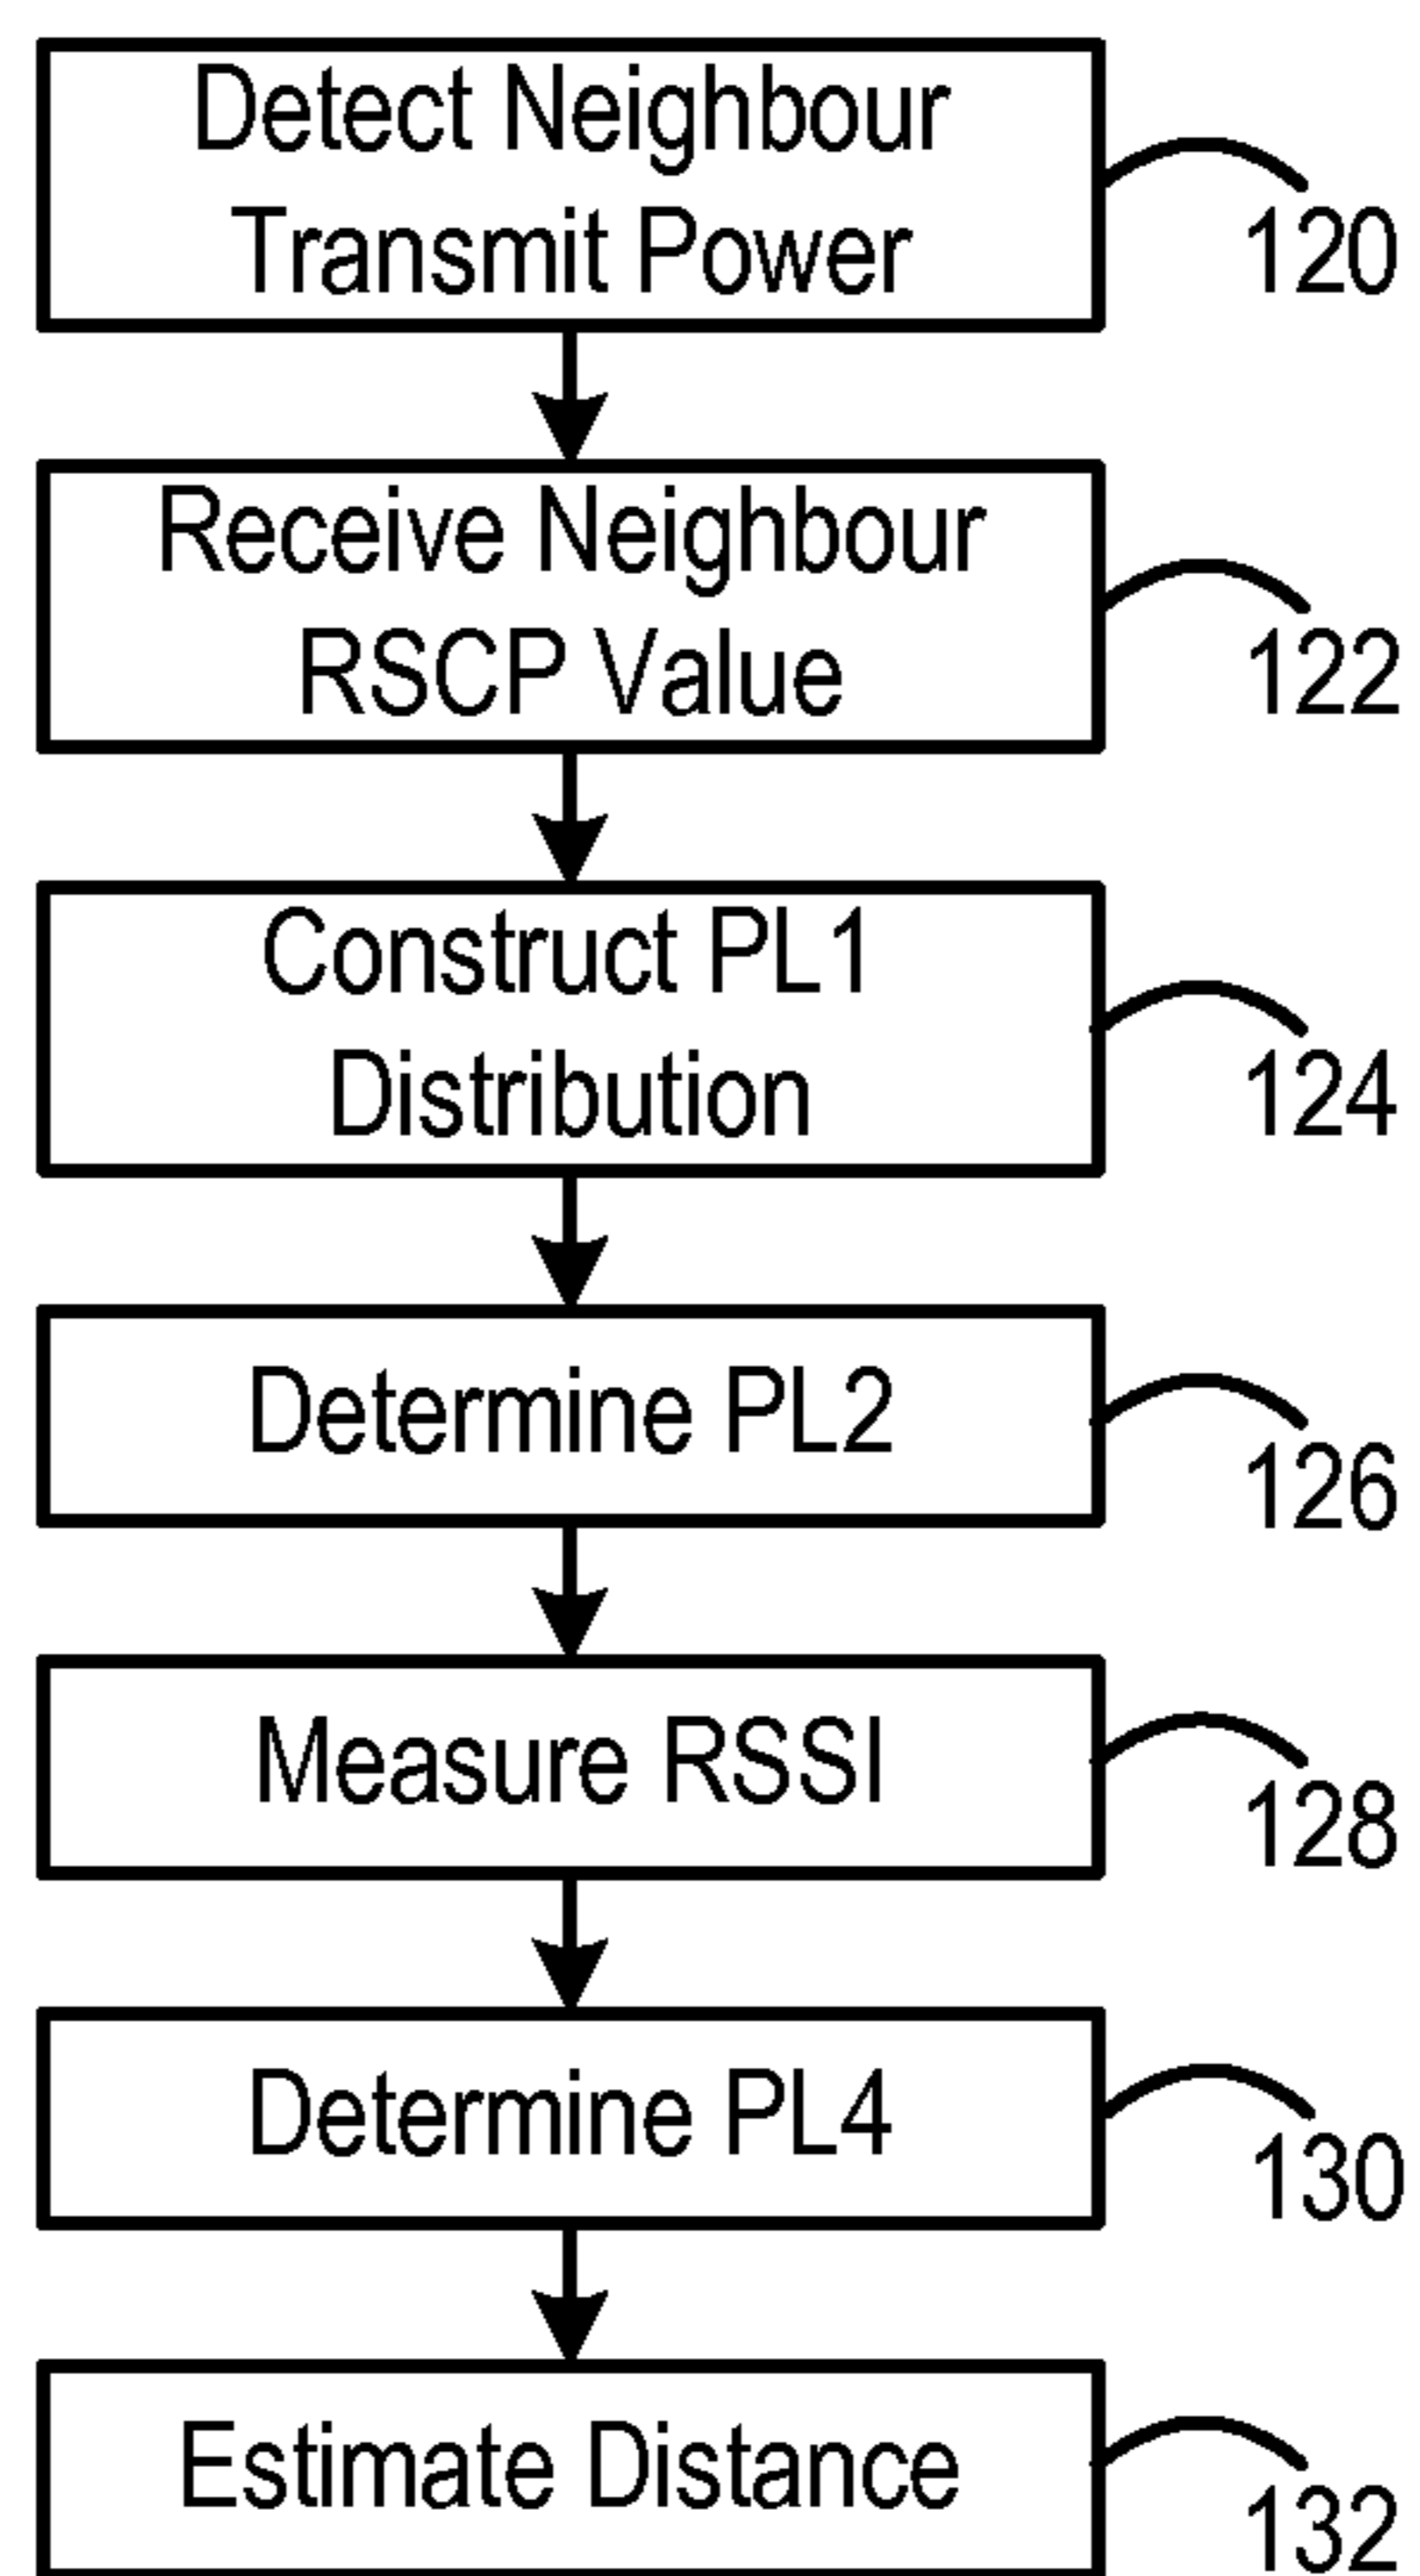 Detect Neighbour
Transmit Power
120
Receive Neighbour
RSCP Value
122
Construct PL1
Distribution
124
Determine PL2
126
Measure RSSI
128
Determine PL4
130
Estimate Distance
132